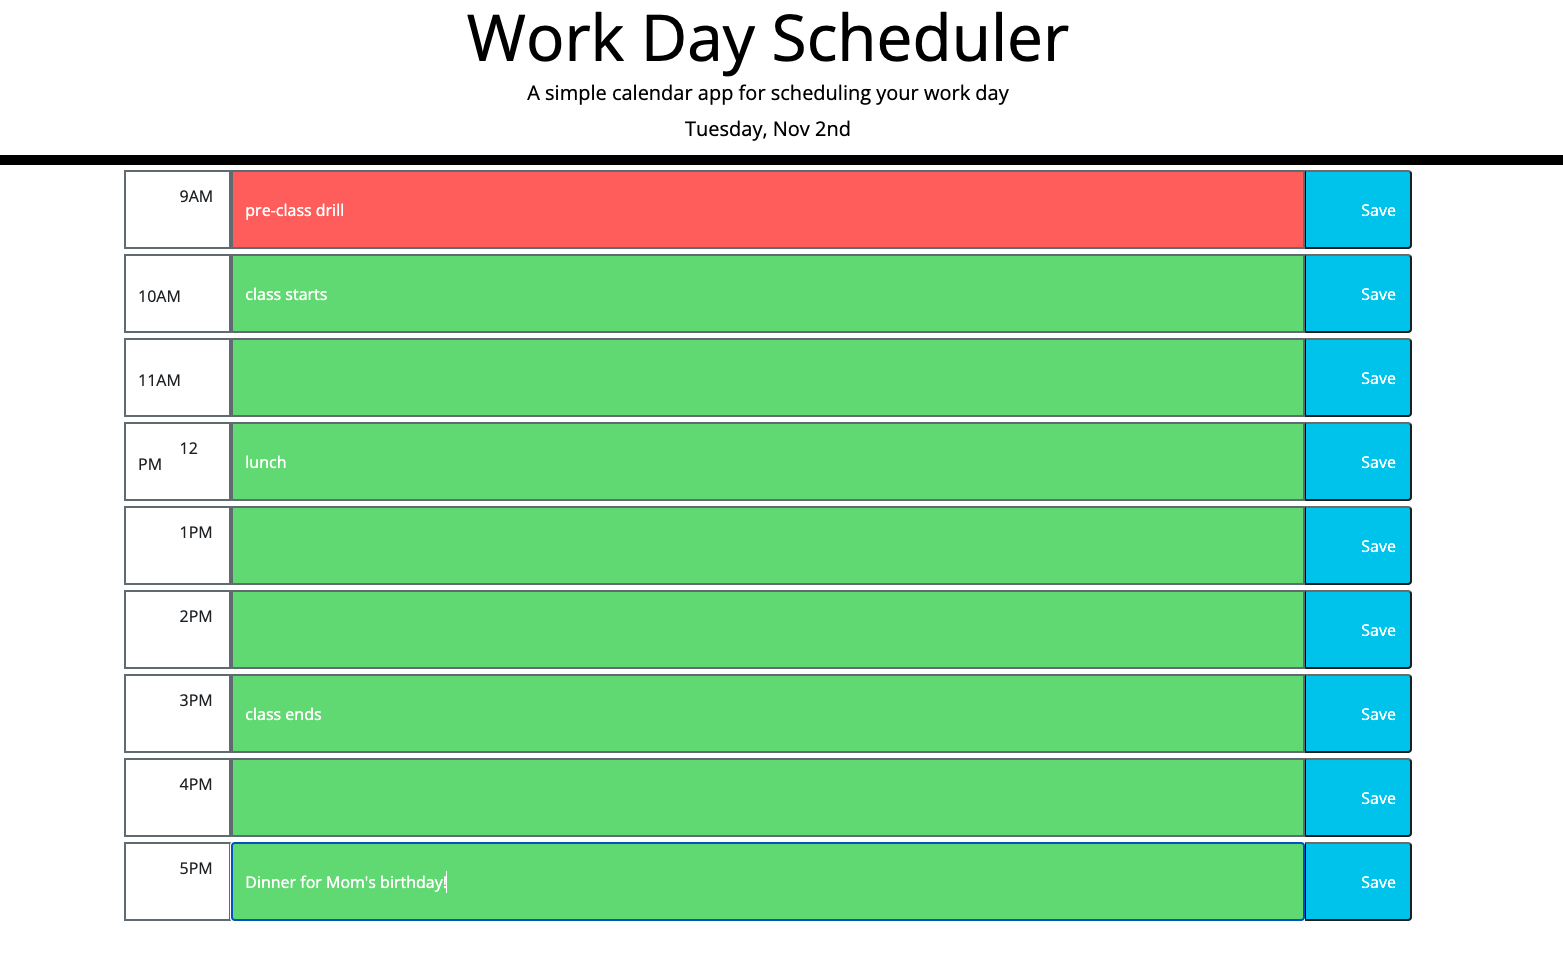 Work Day Scheduler
A simple calendar app for scheduling your work day
Tuesday, Nov 2nd
9AM pre-class drill Save
10AM class starts Save
11AM Save
12
PM lunch Save
1PM Save
2PM Save
3PM class ends Save
4PM Save
5PM Dinner for Mom's birthday! Save